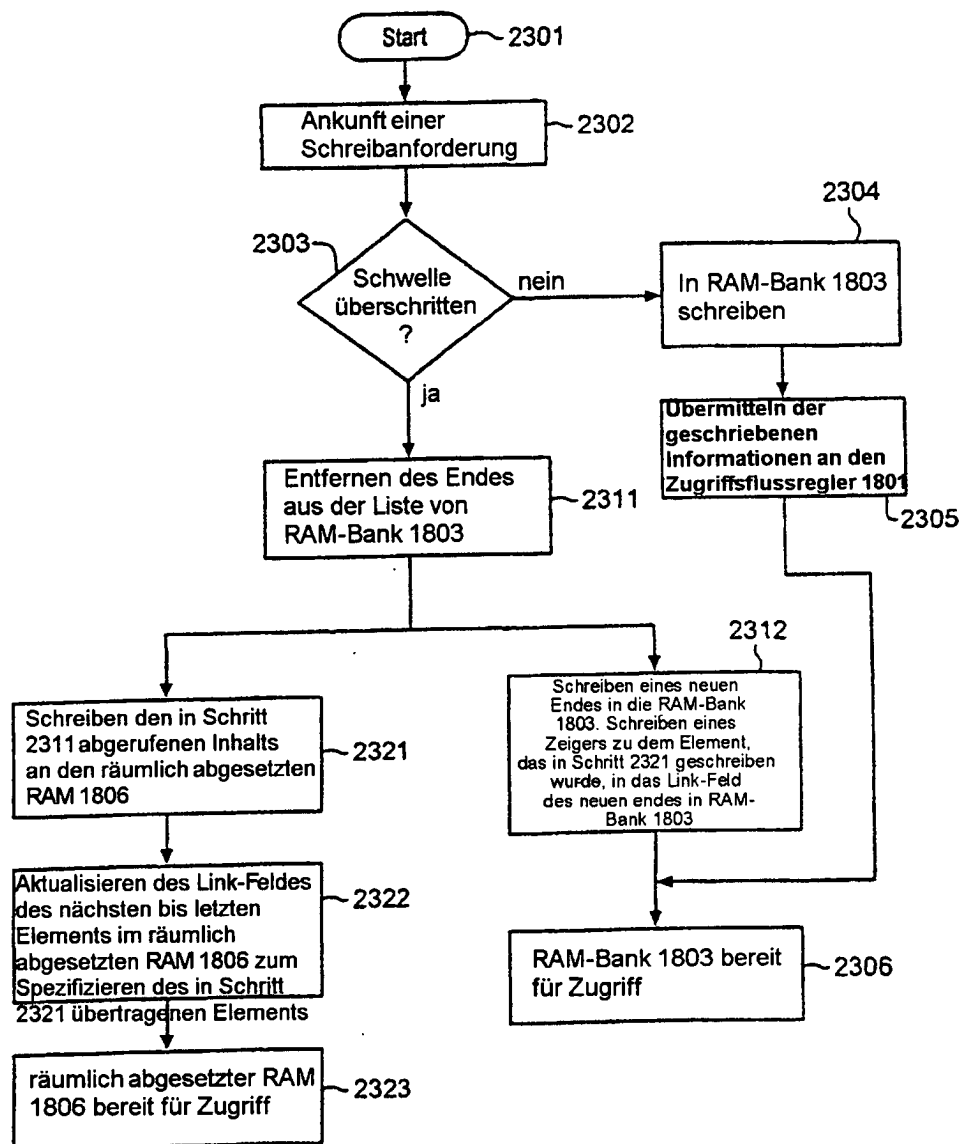 Start
2301
Ankunft einer
Schreibanforderung
2302
2303
Schwelle
überschritten
?
nein
ja
2304
In RAM-Bank 1803
schreiben
Übermitteln der
geschriebenen
Informationen an den
Zugriffsflussregler 1801
2305
Entfernen des Endes
aus der Liste von
RAM-Bank 1803
2311
2312
Schreiben eines neuen
Endes in die RAM-Bank
1803. Schreiben eines
Zeigers zu dem Element,
das in Schritt 2321 geschreiben
wurde, in das Link-Feld
des neuen endes in RAM-
Bank 1803
Schreiben den in Schritt
2311 abgerufenen Inhalts
an den räumlich abgesetzten
RAM 1806
2321
Aktualisieren des Link-Feldes
des nächsten bis letzten
Elements im räumlich
abgesetzten RAM 1806 zum
Spezifizieren des in Schritt
2321 übertragenen Elements
2322
RAM-Bank 1803 bereit
für Zugriff
2306
räumlich abgesetzter RAM
1806 bereit für Zugriff
2323